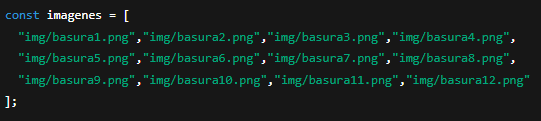 const imagenes = [
"img/basura1.png","img/basura2.png","img/basura3.png","img/basura4.png",
"img/basura5.png","img/basura6.png","img/basura7.png","img/basura8.png",
"img/basura9.png","img/basura10.png","img/basura11.png","img/basura12.png"
];